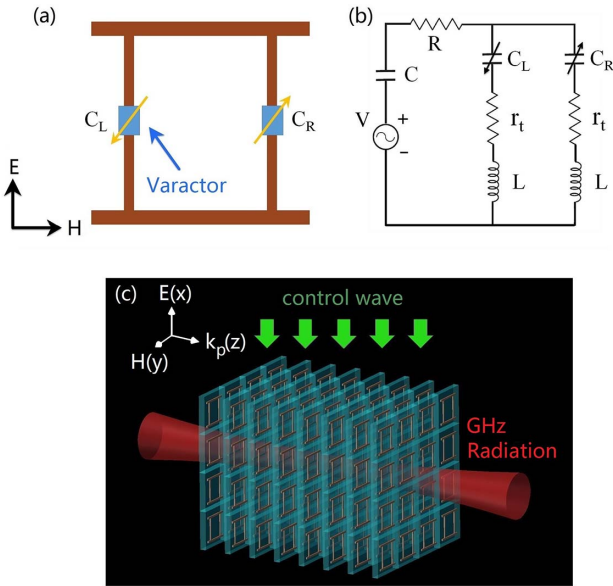 (a)
C_L
C_R
Varactor
E
H
(b)
R
C
C_L
C_R
V
+
−
r_t
r_t
L
L
(c)
E(x)
k_p(z)
H(y)
control wave
GHz
Radiation